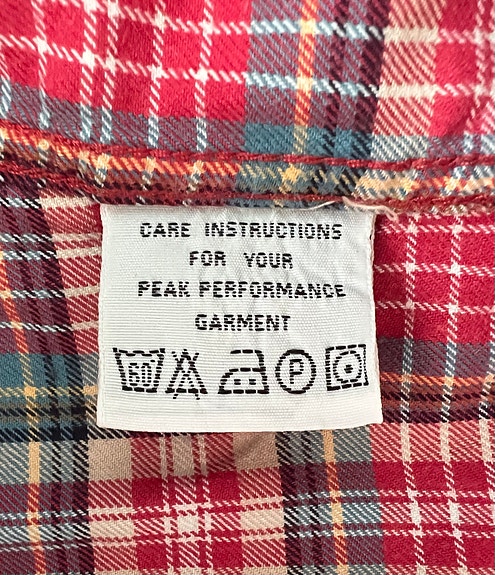 CARE INSTRUCTIONS
FOR YOUR
PEAK PERFORMANCE
GARMENT
60 P